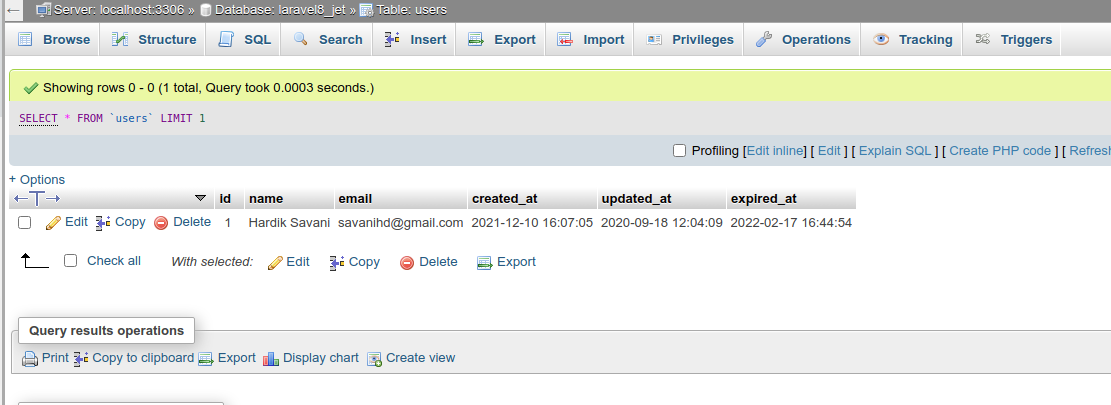 Server: localhost:3306 » Database: laravel8_jet » Table: users
Browse Structure SQL Search Insert Export Import Privileges Operations Tracking Triggers
Showing rows 0 - 0 (1 total, Query took 0.0003 seconds.)
SELECT * FROM `users` LIMIT 1
Profiling [Edit inline] [ Edit ] [ Explain SQL ] [ Create PHP code ] [ Refresh
+ Options
id name email created_at updated_at expired_at
Edit Copy Delete 1 Hardik Savani savanihd@gmail.com 2021-12-10 16:07:05 2020-09-18 12:04:09 2022-02-17 16:44:54
Check all With selected: Edit Copy Delete Export
Query results operations
Print Copy to clipboard Export Display chart Create view